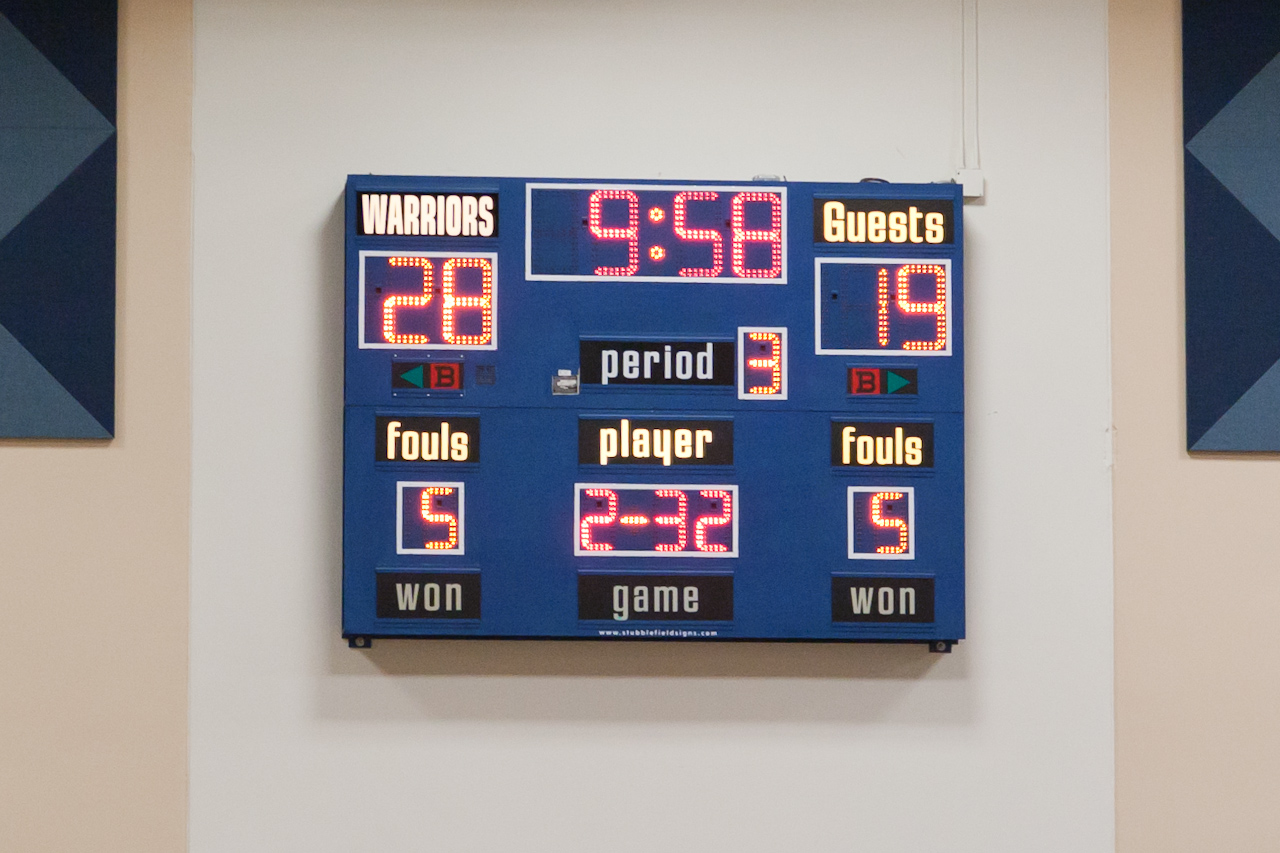 WARRIORS
9:58
Guests
28
19
period 3
B
B
fouls
player
fouls
5
2-32
5
won
game
won
www.stubblefieldsigns.com